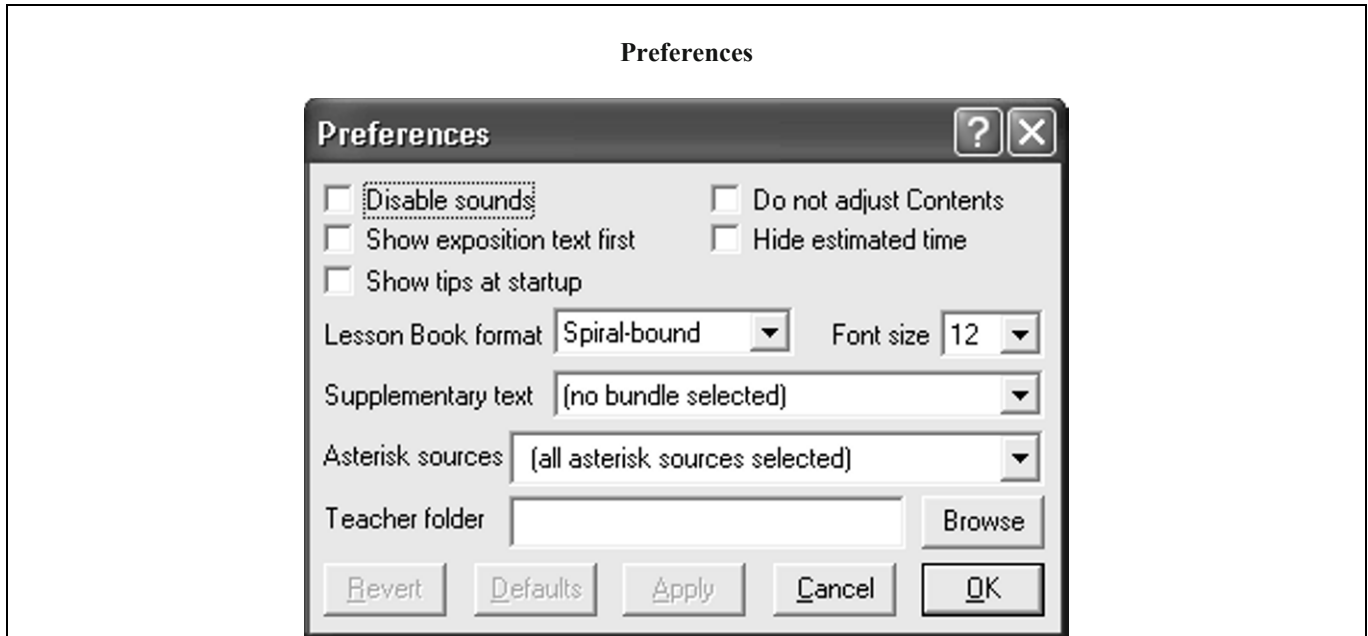 Preferences
Preferences
Disable sounds Do not adjust Contents
Show exposition text first Hide estimated time
Show tips at startup
Lesson Book format Spiral-bound Font size 12
Supplementary text (no bundle selected)
Asterisk sources (all asterisk sources selected)
Teacher folder Browse
Revert Defaults Apply Cancel OK